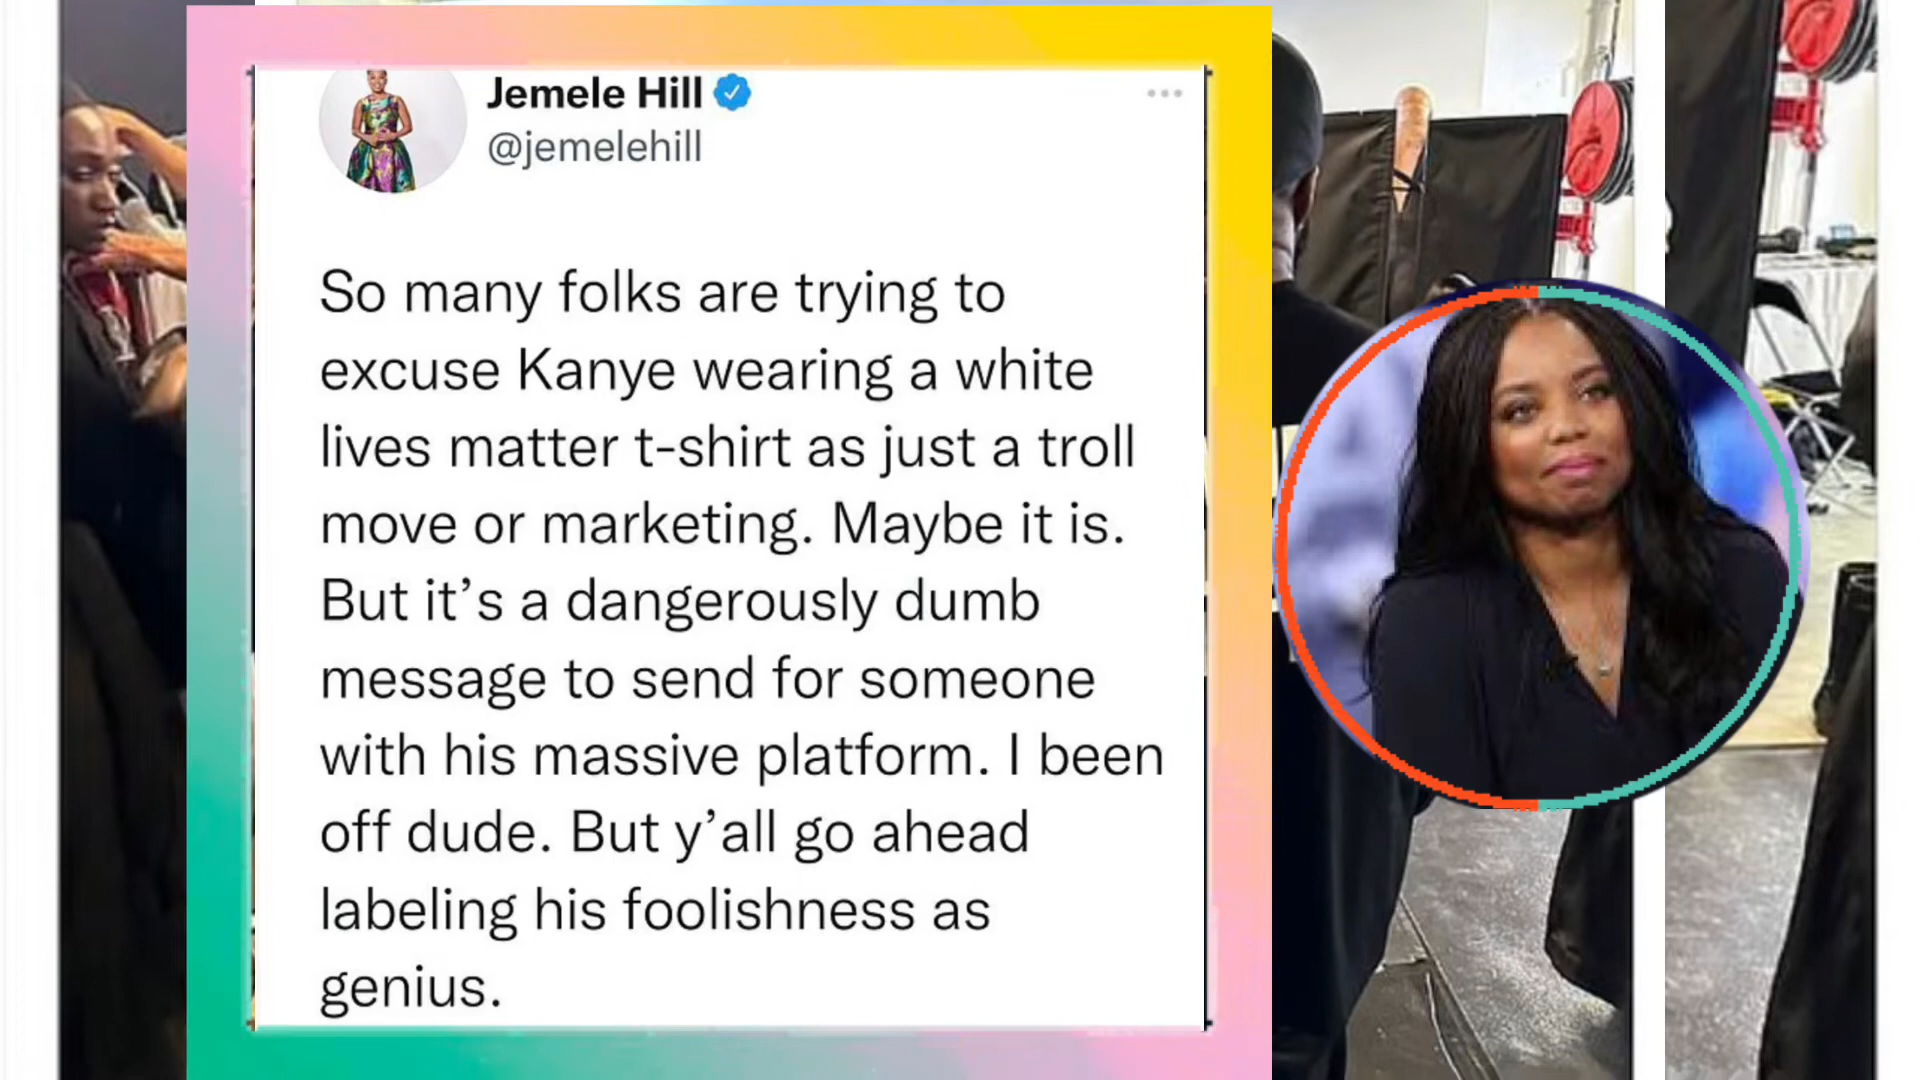 Jemele Hill
@jemelehill
So many folks are trying to
excuse Kanye wearing a white
lives matter t-shirt as just a troll
move or marketing. Maybe it is.
But it’s a dangerously dumb
message to send for someone
with his massive platform. I been
off dude. But y’all go ahead
labeling his foolishness as
genius.